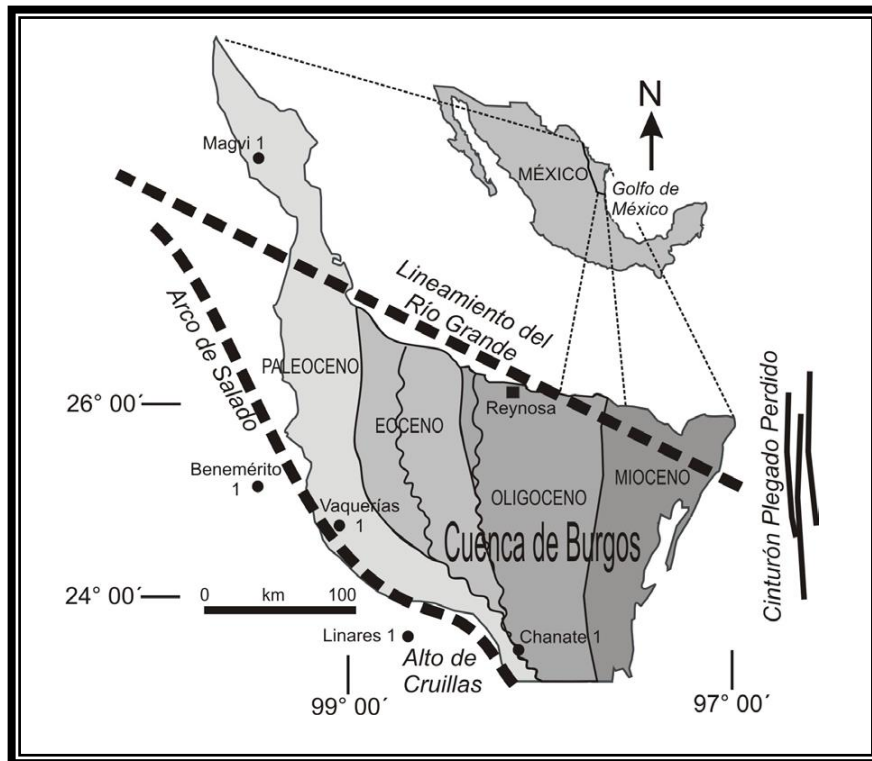 N
Magvi 1
MÉXICO
Golfo de
México
Lineamiento del
Río Grande
Arco de Salado
PALEOCENO
26° 00´
Reynosa
EOCENO
MIOCENO
Benemérito
1
OLIGOCENO
Vaquerías
1
Cuenca de Burgos
Cinturón Plegado Perdido
24° 00´
0 km 100
Linares 1
Chanate 1
Alto de
Cruillas
99° 00´
97° 00´